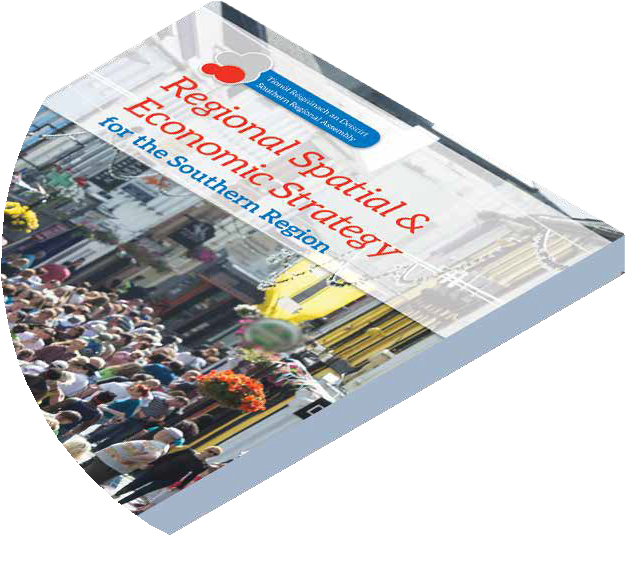 Tionól Réigiúnach an Deiscirt
Southern Regional Assembly
Regional Spatial &
Economic Strategy
for the Southern Region